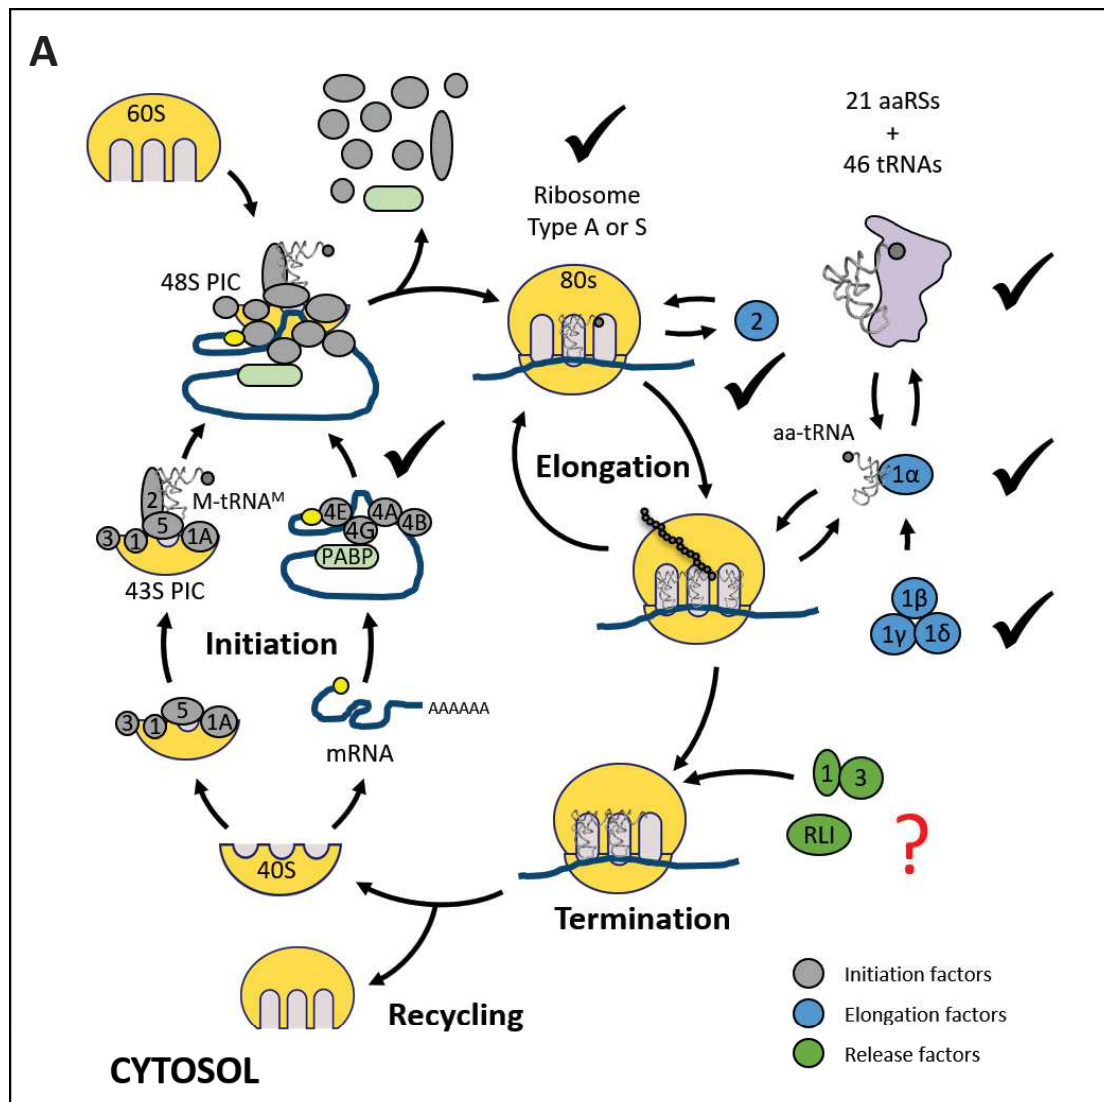 A
60S
21 aaRSs
+
46 tRNAs
Ribosome
Type A or S
48S PIC
80s
2
aa-tRNA
1α
Elongation
2
M-tRNAᴹ
5
3
1
1A
43S PIC
4E
4A
4G
4B
PABP
1β
1γ
1δ
Initiation
5
3
1
1A
AAAAAA
mRNA
1
3
RLI
?
40S
Termination
Recycling
Initiation factors
Elongation factors
Release factors
CYTOSOL